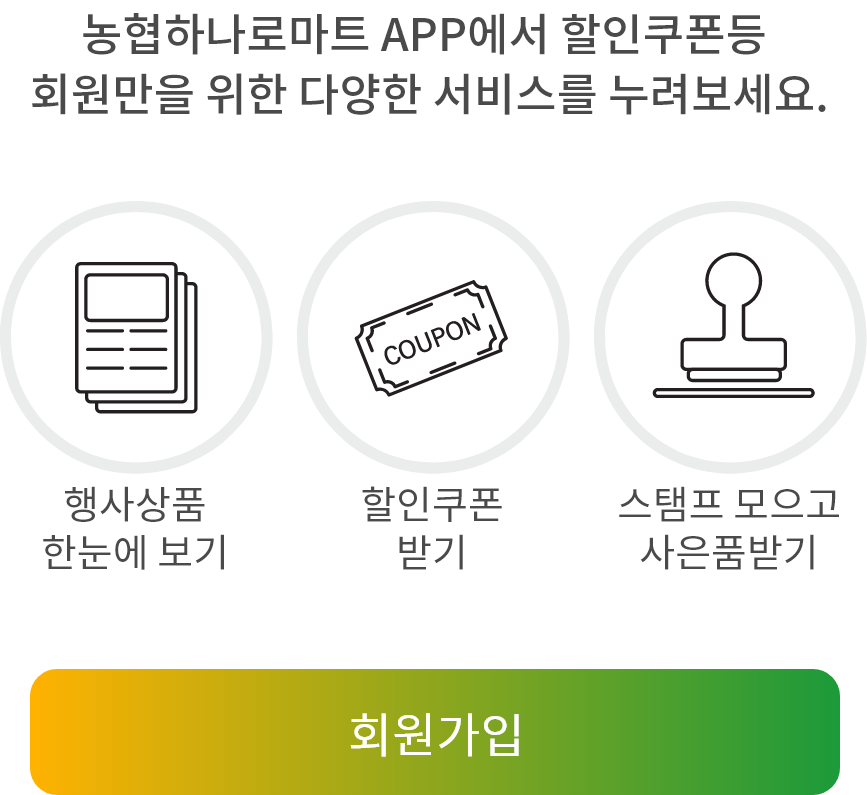 농협하나로마트 APP에서 할인쿠폰등
회원만을 위한 다양한 서비스를 누려보세요.
COUPON
행사상품
한눈에 보기
할인쿠폰
받기
스탬프 모으고
사은품받기
회원가입